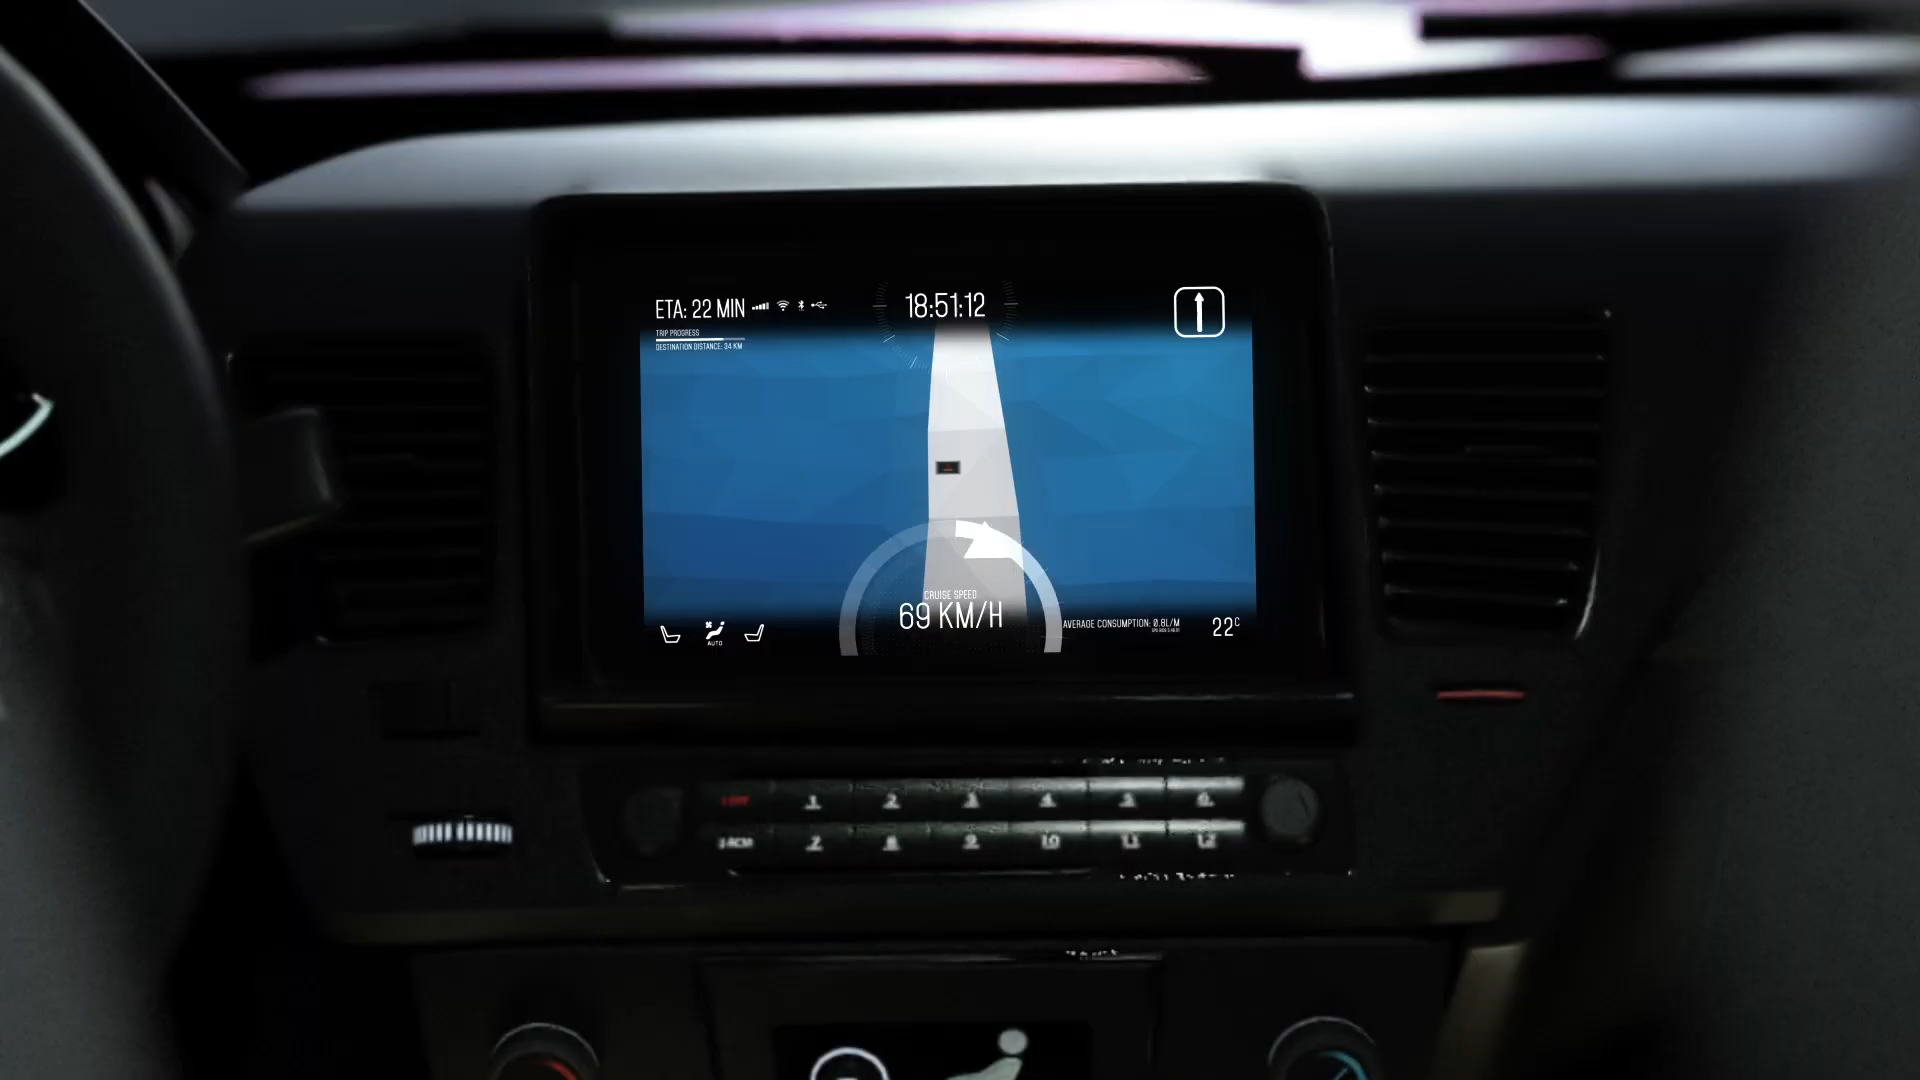 ETA: 22 MIN
18:51:12
TRIP PROGRESS
DESTINATION DISTANCE: 34 KM
CRUISE SPEED
69 KM/H
AVERAGE CONSUMPTION: 0.8L/M
22C
AUTO
1 2 3 4 5 6
7 8 9 10 11 12